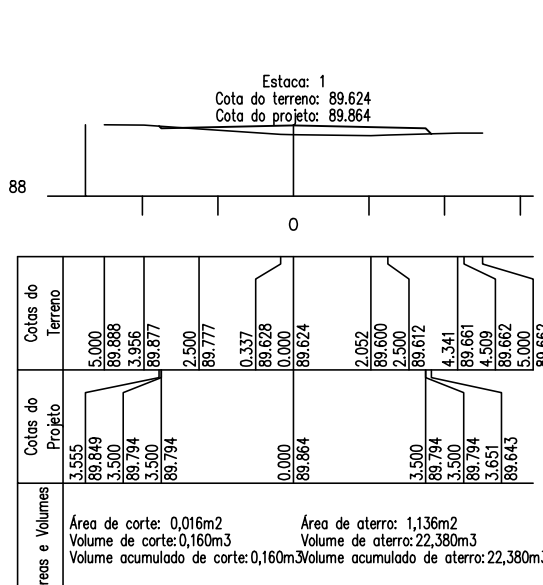 Estaca: 1
Cota do terreno: 89.624
Cota do projeto: 89.864
88
0
Cotas do
Terreno
5.000
89.888
3.956
89.877
2.500
89.777
0.337
89.628
0.000
89.624
2.052
89.600
2.500
89.612
4.341
89.661
4.509
89.662
5.000
89.662
Cotas do
Projeto
3.555
89.849
3.500
89.794
3.500
89.794
0.000
89.864
3.500
89.794
3.500
89.794
3.651
89.643
reas e Volumes
Área de corte: 0,016m2
Volume de corte: 0,160m3
Volume acumulado de corte: 0,160m3
Área de aterro: 1,136m2
Volume de aterro: 22,380m3
Volume acumulado de aterro: 22,380m3